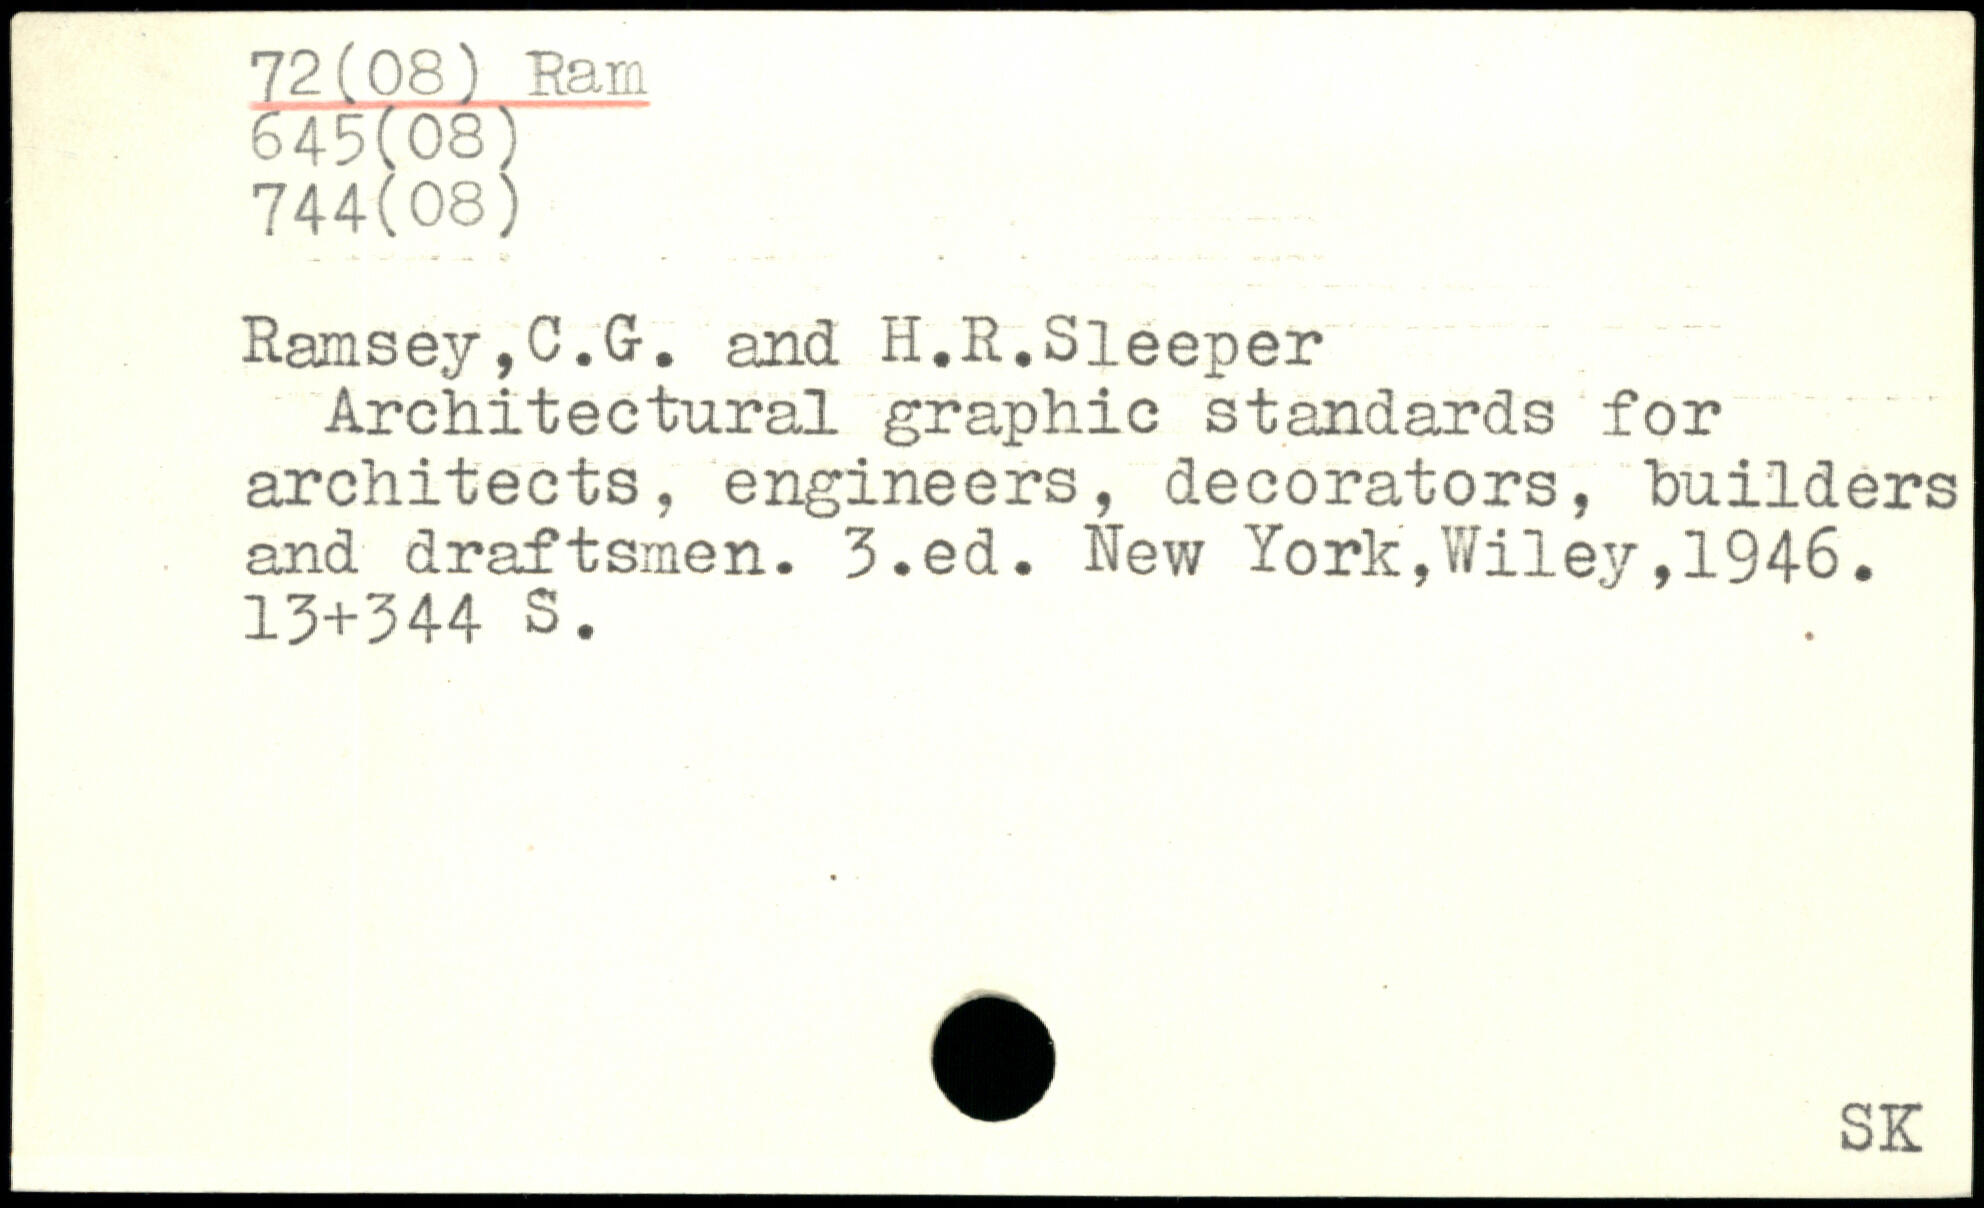 72(08) Ram
645(08)
744(08)
Ramsey,C.G. and H.R.Sleeper
Architectural graphic standards for
architects, engineers, decorators, builders
and draftsmen. 3.ed. New York,Wiley,1946.
13+344 S.
SK